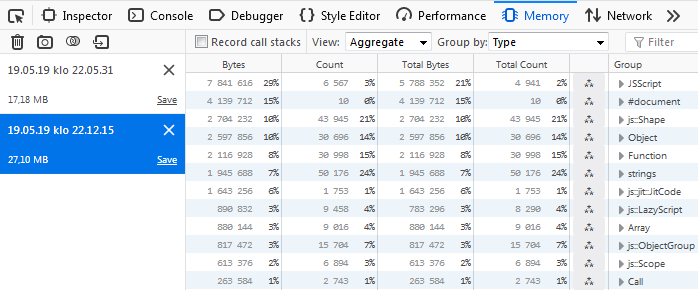 Inspector Console Debugger Style Editor Performance Memory Network
Record call stacks View: Aggregate Group by: Type Filter
19.05.19 klo 22.05.31
17,18 MB Save
19.05.19 klo 22.12.15
27,10 MB Save
Bytes Count Total Bytes Total Count Group
7 841 616 29% 6 567 3% 5 788 352 21% 4 941 2% JSScript
4 139 712 15% 10 0% 4 139 712 15% 10 0% #document
2 704 232 10% 43 945 21% 2 704 232 10% 43 945 21% js::Shape
2 597 856 10% 30 696 14% 2 597 856 10% 30 696 14% Object
2 116 928 8% 30 998 15% 2 116 928 8% 30 998 15% Function
1 945 688 7% 50 176 24% 1 945 688 7% 50 176 24% strings
1 643 256 6% 1 753 1% 1 643 256 6% 1 753 1% js::jit::JitCode
890 832 3% 9 458 4% 783 296 3% 8 290 4% js::LazyScript
880 144 3% 9 016 4% 880 144 3% 9 016 4% Array
817 472 3% 15 704 7% 817 472 3% 15 704 7% js::ObjectGroup
613 376 2% 6 894 3% 613 376 2% 6 894 3% js::Scope
263 584 1% 2 743 1% 263 584 1% 2 743 1% Call